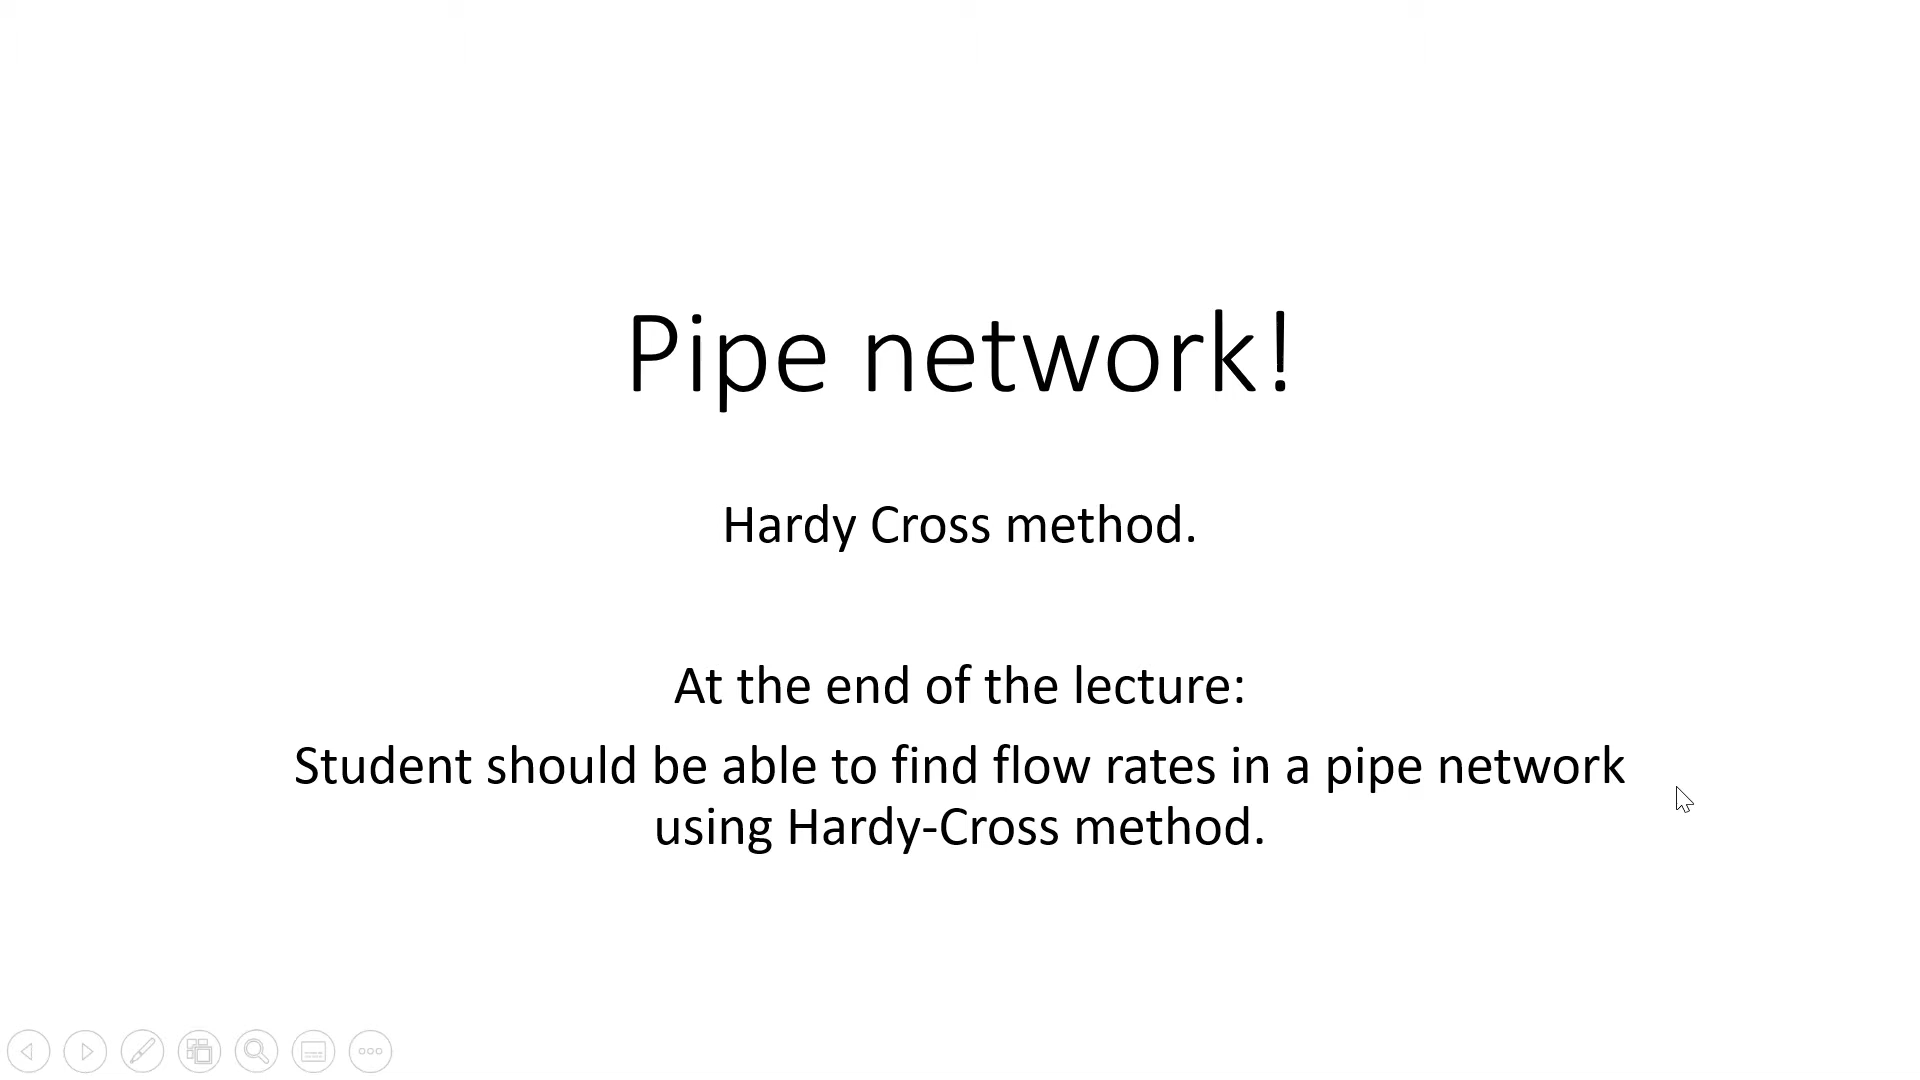 Pipe network!
Hardy Cross method.
At the end of the lecture:
Student should be able to find flow rates in a pipe network
using Hardy-Cross method.